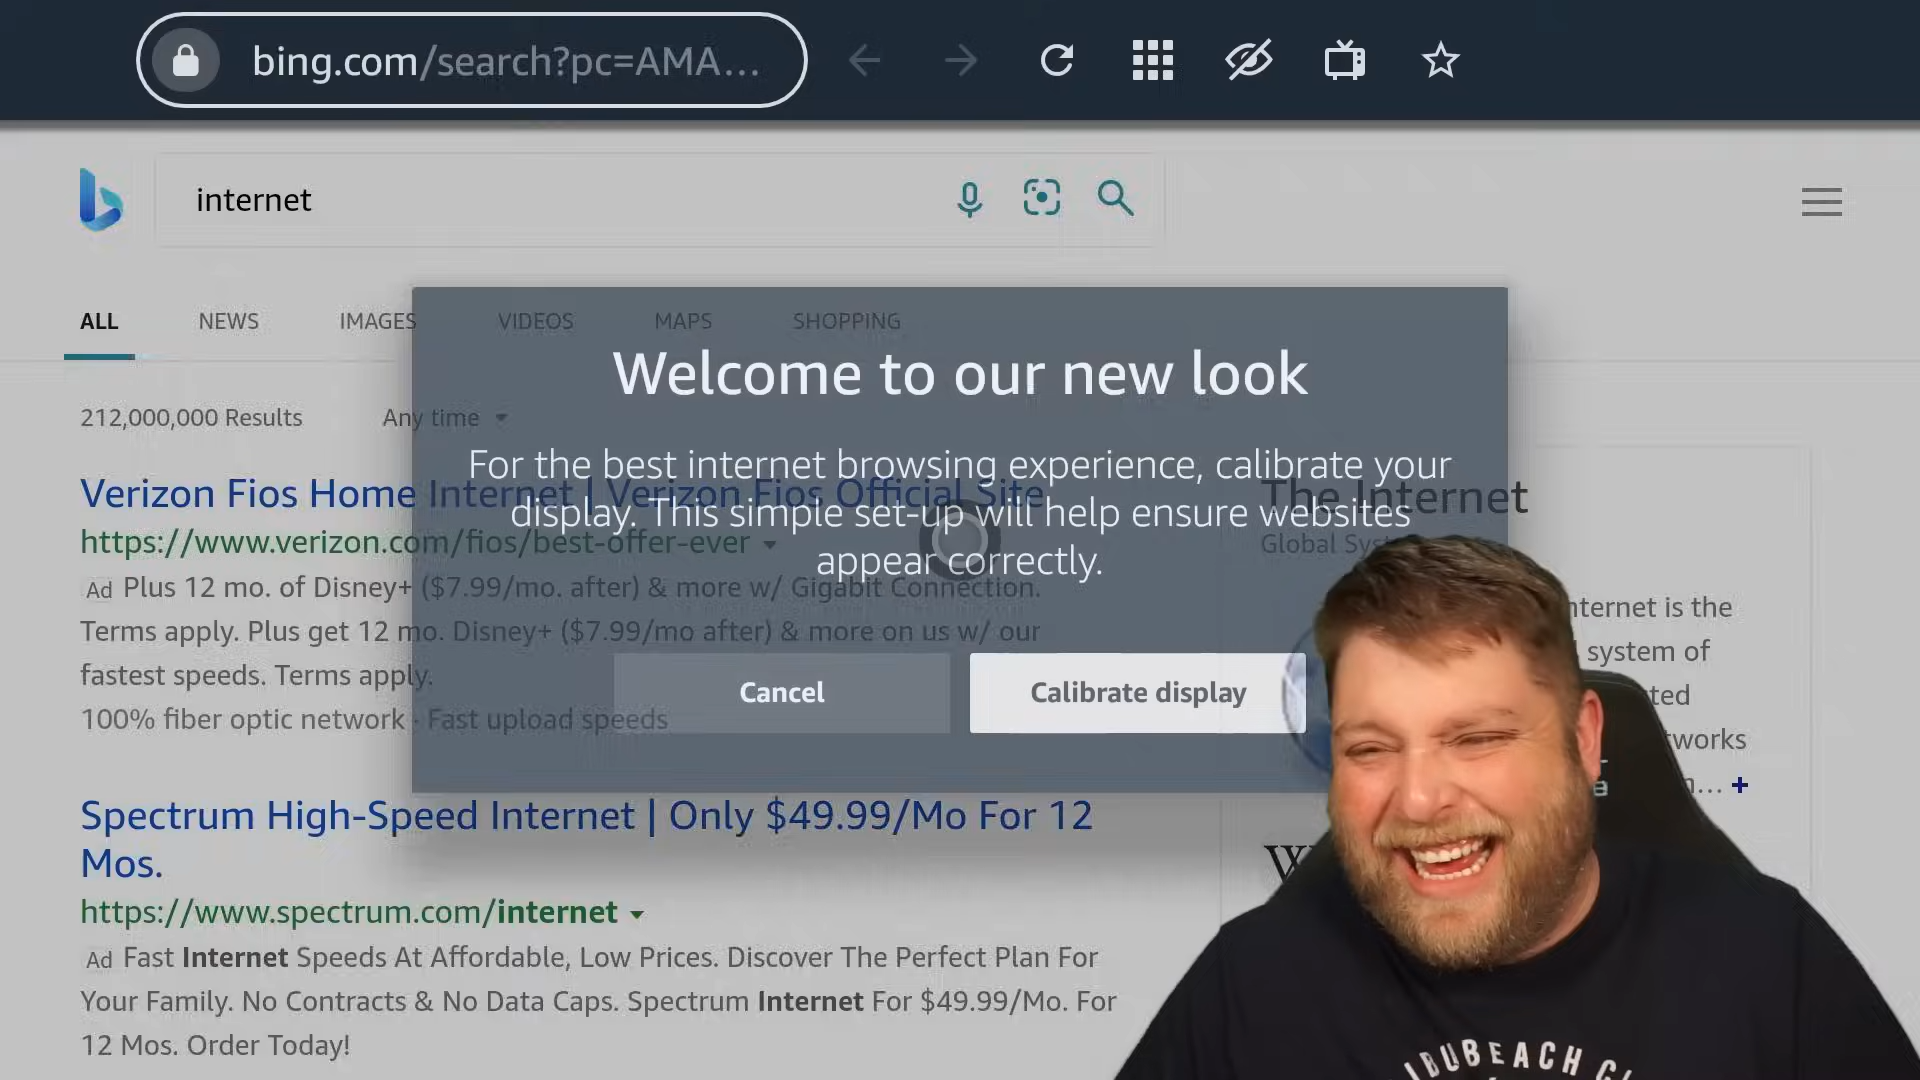 bing.com/search?pc=AMA...
internet
ALL NEWS IMAGES VIDEOS MAPS SHOPPING
212,000,000 Results Any time
Welcome to our new look
For the best internet browsing experience, calibrate your
display. This simple set-up will help ensure websites
appear correctly.
Cancel Calibrate display
Verizon Fios Home Internet | Verizon Fios Official Site
https://www.verizon.com/fios/best-offer-ever
Ad Plus 12 mo. of Disney+ ($7.99/mo. after) & more w/ Gigabit Connection.
Terms apply. Plus get 12 mo. Disney+ ($7.99/mo after) & more on us w/ our
fastest speeds. Terms apply.
100% fiber optic network · Fast upload speeds
Spectrum High-Speed Internet | Only $49.99/Mo For 12
Mos.
https://www.spectrum.com/internet
Ad Fast Internet Speeds At Affordable, Low Prices. Discover The Perfect Plan For
Your Family. No Contracts & No Data Caps. Spectrum Internet For $49.99/Mo. For
12 Mos. Order Today!
The Internet
Global
is the
system of